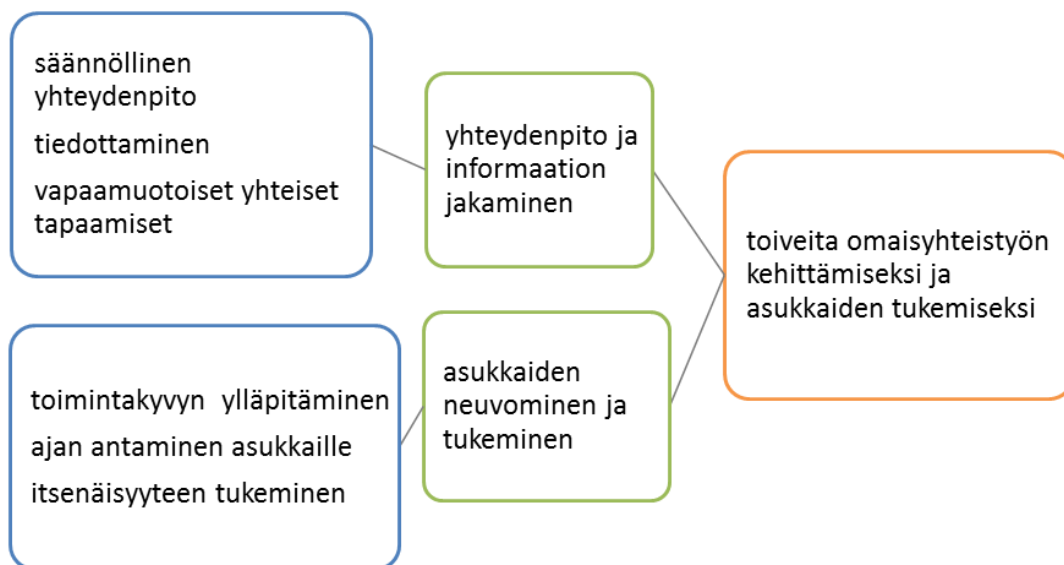 säännöllinen
yhteydenpito
tiedottaminen
vapaamuotoiset yhteiset
tapaamiset
yhteydenpito ja
informaation
jakaminen
toiveita omaisyhteistyön
kehittämiseksi ja
asukkaiden tukemiseksi
toimintakyvyn ylläpitäminen
ajan antaminen asukkaille
itsenäisyyteen tukeminen
asukkaiden
neuvominen ja
tukeminen